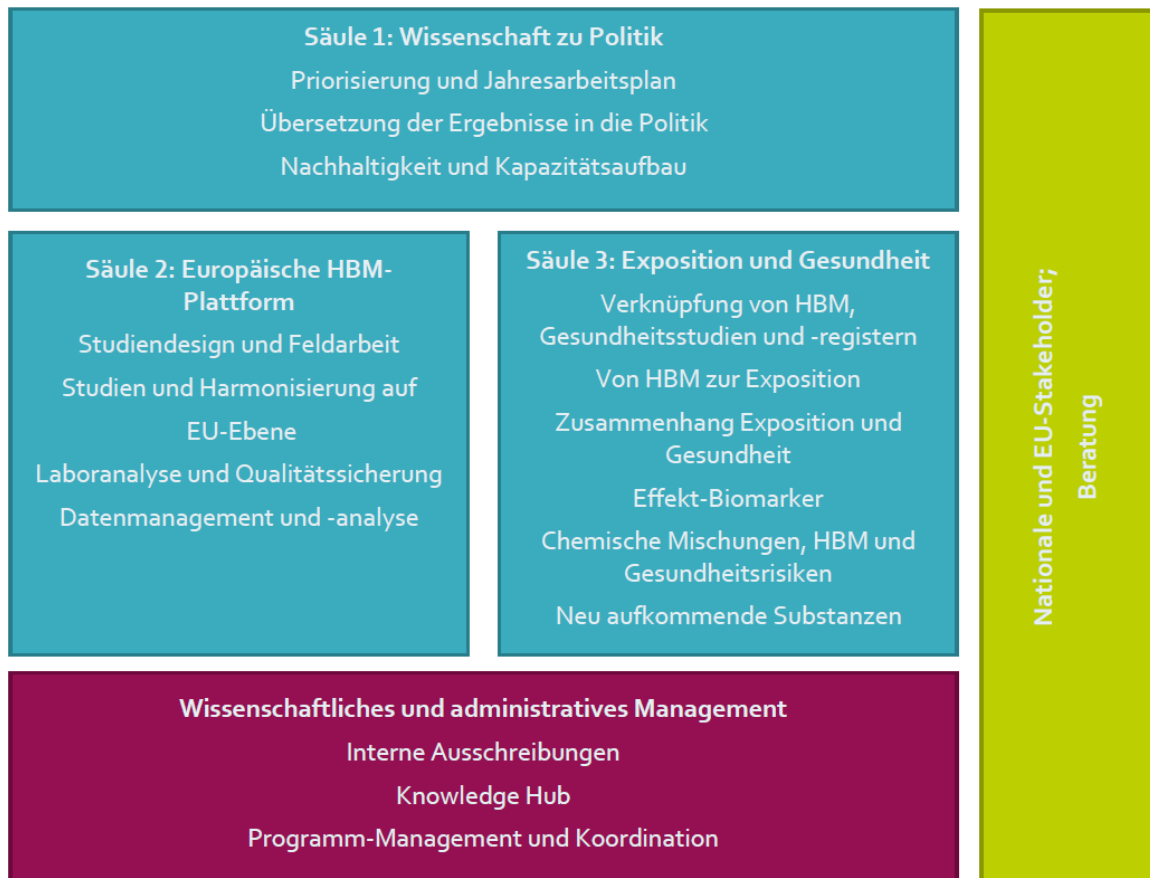 Säule 1: Wissenschaft zu Politik
Priorisierung und Jahresarbeitsplan
Übersetzung der Ergebnisse in die Politik
Nachhaltigkeit und Kapazitätsaufbau
Säule 2: Europäische HBM-
Plattform
Studiendesign und Feldarbeit
Studien und Harmonisierung auf
EU-Ebene
Laboranalyse und Qualitätssicherung
Datenmanagement und -analyse
Säule 3: Exposition und Gesundheit
Verknüpfung von HBM,
Gesundheitsstudien und -registern
Von HBM zur Exposition
Zusammenhang Exposition und
Gesundheit
Effekt-Biomarker
Chemische Mischungen, HBM und
Gesundheitsrisiken
Neu aufkommende Substanzen
Wissenschaftliches und administratives Management
Interne Ausschreibungen
Knowledge Hub
Programm-Management und Koordination
Nationale und EU-Stakeholder;
Beratung